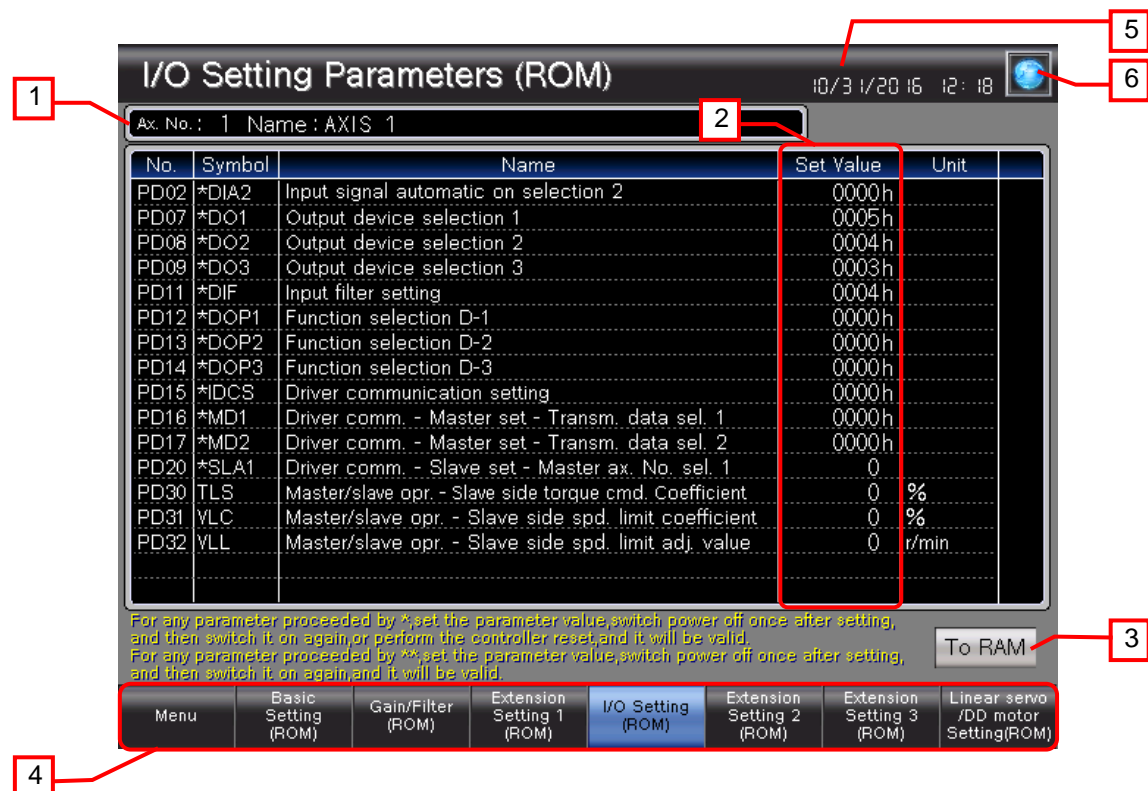 5
I/O Setting Parameters (ROM)
10/31/2016 12:18
6
1
Ax. No.: 1 Name:AXIS 1
2
No. Symbol Name Set Value Unit
PD02 *DIA2 Input signal automatic on selection 2 0000h
PD07 *DO1 Output device selection 1 0005h
PD08 *DO2 Output device selection 2 0004h
PD09 *DO3 Output device selection 3 0003h
PD11 *DIF Input filter setting 0004h
PD12 *DOP1 Function selection D-1 0000h
PD13 *DOP2 Function selection D-2 0000h
PD14 *DOP3 Function selection D-3 0000h
PD15 *IDCS Driver communication setting 0000h
PD16 *MD1 Driver comm. - Master set - Transm. data sel. 1 0000h
PD17 *MD2 Driver comm. - Master set - Transm. data sel. 2 0000h
PD20 *SLA1 Driver comm. - Slave set - Master ax. No. sel. 1 0
PD30 TLS Master/slave opr. - Slave side torque cmd. Coefficient 0 %
PD31 VLC Master/slave opr. - Slave side spd. limit coefficient 0 %
PD32 VLL Master/slave opr. - Slave side spd. limit adj. value 0 r/min
For any parameter proceeded by *,set the parameter value,switch power off once after setting,
and then switch it on again,or perform the controller reset,and it will be valid.
For any parameter proceeded by **,set the parameter value,switch power off once after setting,
and then switch it on again,and it will be valid.
To RAM
3
Menu
Basic
Setting
(ROM)
Gain/Filter
(ROM)
Extension
Setting 1
(ROM)
I/O Setting
(ROM)
Extension
Setting 2
(ROM)
Extension
Setting 3
(ROM)
Linear servo
/DD motor
Setting(ROM)
4